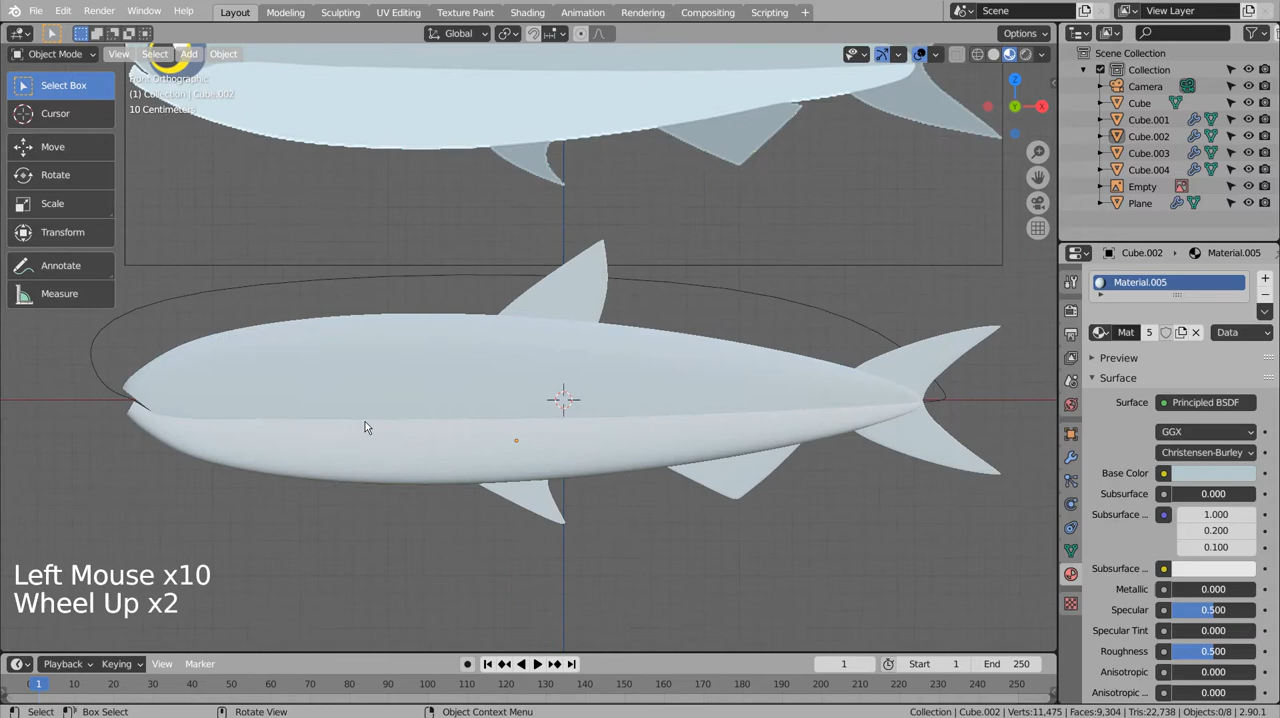 File Edit Render Window Help Layout Modeling Sculpting UV Editing Texture Paint Shading Animation Rendering Compositing Scripting + Scene View Layer
Global Options
Object Mode View Select Add Object
Front Orthographic
(1) Collection | Cube.002
10 Centimeters
Select Box
Cursor
Move
Rotate
Scale
Transform
Annotate
Measure
Z
X
Y
Left Mouse x10
Wheel Up x2
Scene Collection
Collection
Camera
Cube
Cube.001
Cube.002
Cube.003
Cube.004
Empty
Plane
Cube.002 > Material.005
Material.005
Mat 5 Data
Preview
Surface
Surface Principled BSDF
GGX
Christensen-Burley
Base Color
Subsurface 0.000
Subsurface ... 1.000
0.200
0.100
Subsurface ...
Metallic 0.000
Specular 0.500
Specular Tint 0.000
Roughness 0.500
Anisotropic 0.000
Anisotropic ... 0.000
Playback Keying View Marker 1 Start 1 End 250
1 10 20 30 40 50 60 70 80 90 100 110 120 130 140 150 160 170 180 190 200 210 220 230 240 250
Select Box Select Rotate View Object Context Menu Collection | Cube.002 | Verts:11,475 | Faces:9,304 | Tris:22,738 | Objects:0/8 | 2.90.1